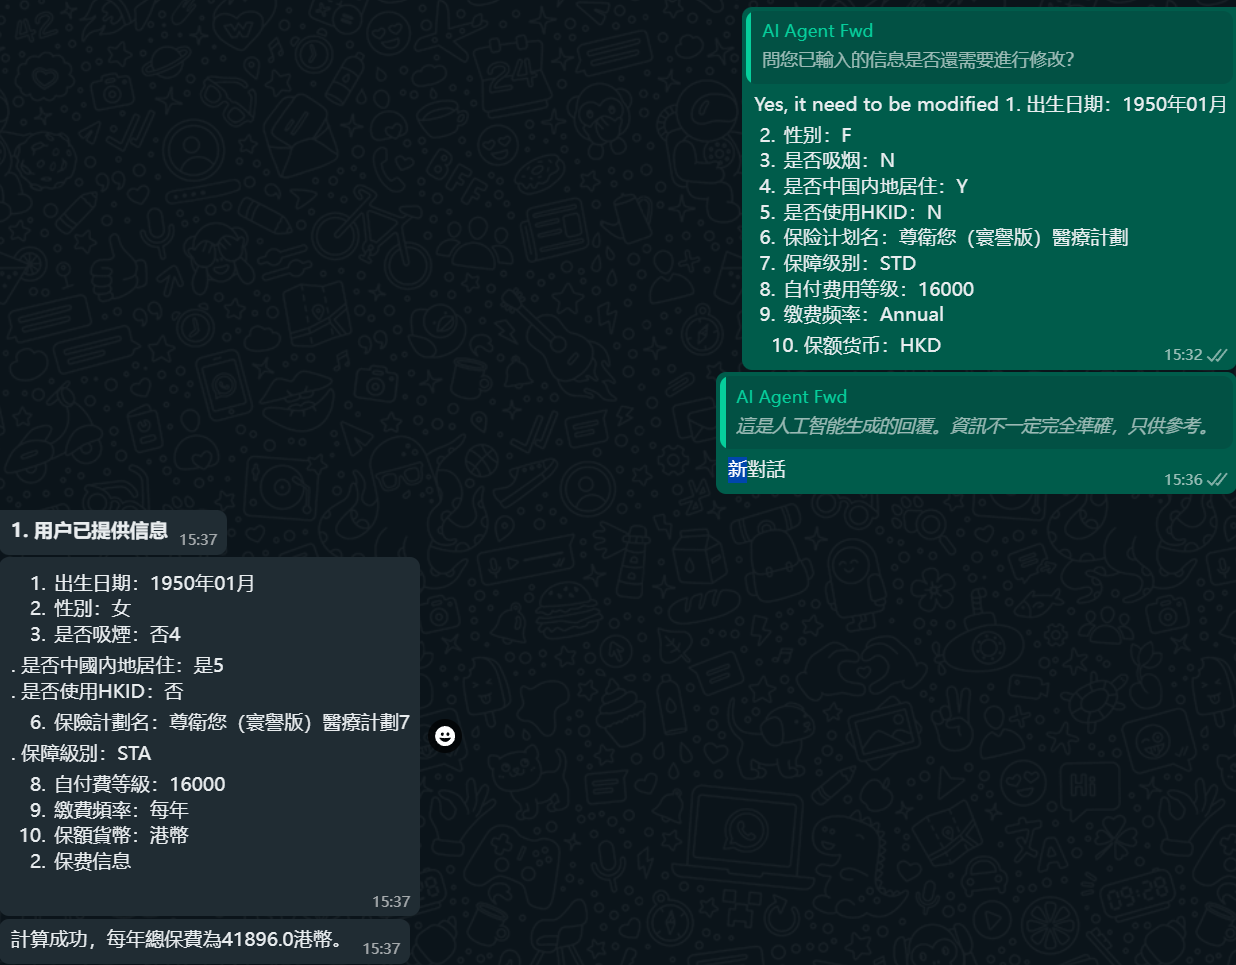 AI Agent Fwd
問您已輸入的信息是否還需要進行修改?
Yes, it need to be modified 1. 出生日期：1950年01月
2. 性别：F
3. 是否吸烟：N
4. 是否中国内地居住：Y
5. 是否使用HKID：N
6. 保险计划名：尊衛您（寰譽版）醫療計劃
7. 保障级别：STD
8. 自付费用等级：16000
9. 缴费频率：Annual
10. 保额货币：HKD
15:32
AI Agent Fwd
這是人工智能生成的回覆。資訊不一定完全準確，只供參考。
新對話
15:36
1. 用户已提供信息
15:37
1. 出生日期：1950年01月
2. 性別：女
3. 是否吸煙：否4
. 是否中國內地居住：是5
. 是否使用HKID：否
6. 保險計劃名：尊衛您（寰譽版）醫療計劃7
. 保障級別：STA
8. 自付費等級：16000
9. 繳費頻率：每年
10. 保額貨幣：港幣
2. 保费信息
15:37
計算成功，每年總保費為41896.0港幣。
15:37